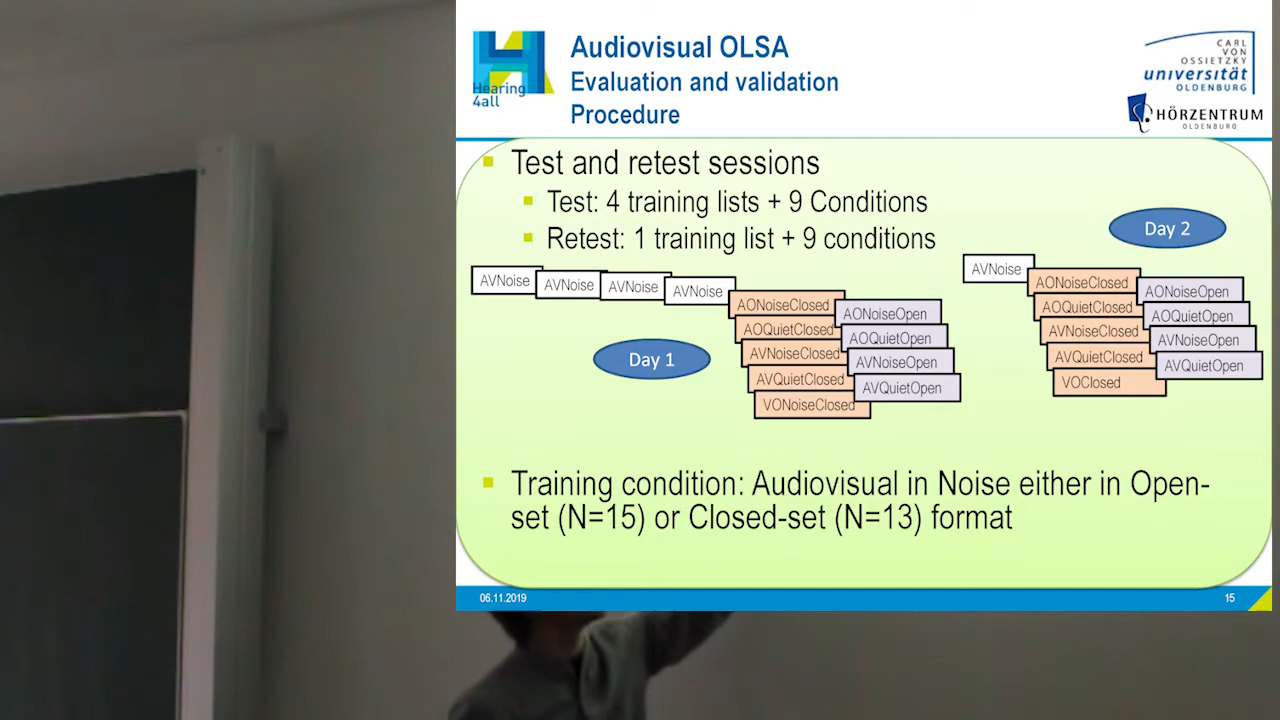 Hearing
4all
Audiovisual OLSA
Evaluation and validation
Procedure
CARL
VON
OSSIETZKY
universität
OLDENBURG
HÖRZENTRUM
OLDENBURG
Test and retest sessions
Test: 4 training lists + 9 Conditions
Retest: 1 training list + 9 conditions
Day 2
AVNoise
AVNoise
AVNoise
AVNoise
AONoiseClosed
AOQuietClosed
AVNoiseClosed
AVQuietClosed
VONoiseClosed
AONoiseOpen
AOQuietOpen
AVNoiseOpen
AVQuietOpen
Day 1
AVNoise
AONoiseClosed
AOQuietClosed
AVNoiseClosed
AVQuietClosed
VOClosed
AONoiseOpen
AOQuietOpen
AVNoiseOpen
AVQuietOpen
Training condition: Audiovisual in Noise either in Open-
set (N=15) or Closed-set (N=13) format
06.11.2019
15